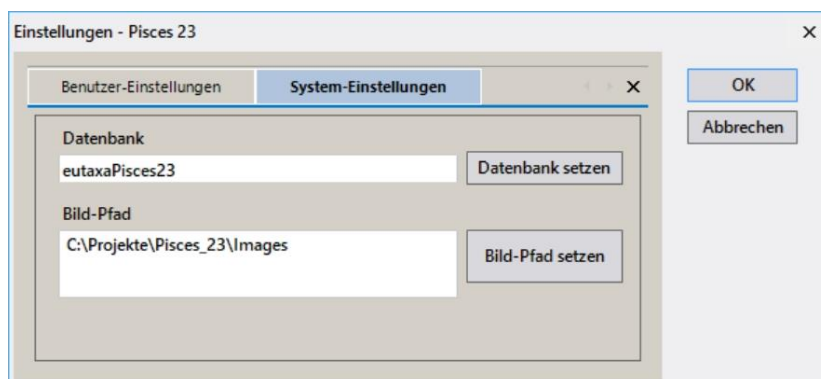 Einstellungen - Pisces 23
Benutzer-Einstellungen
System-Einstellungen
OK
Abbrechen
Datenbank
eutaxaPisces23
Datenbank setzen
Bild-Pfad
C:\Projekte\Pisces_23\Images
Bild-Pfad setzen